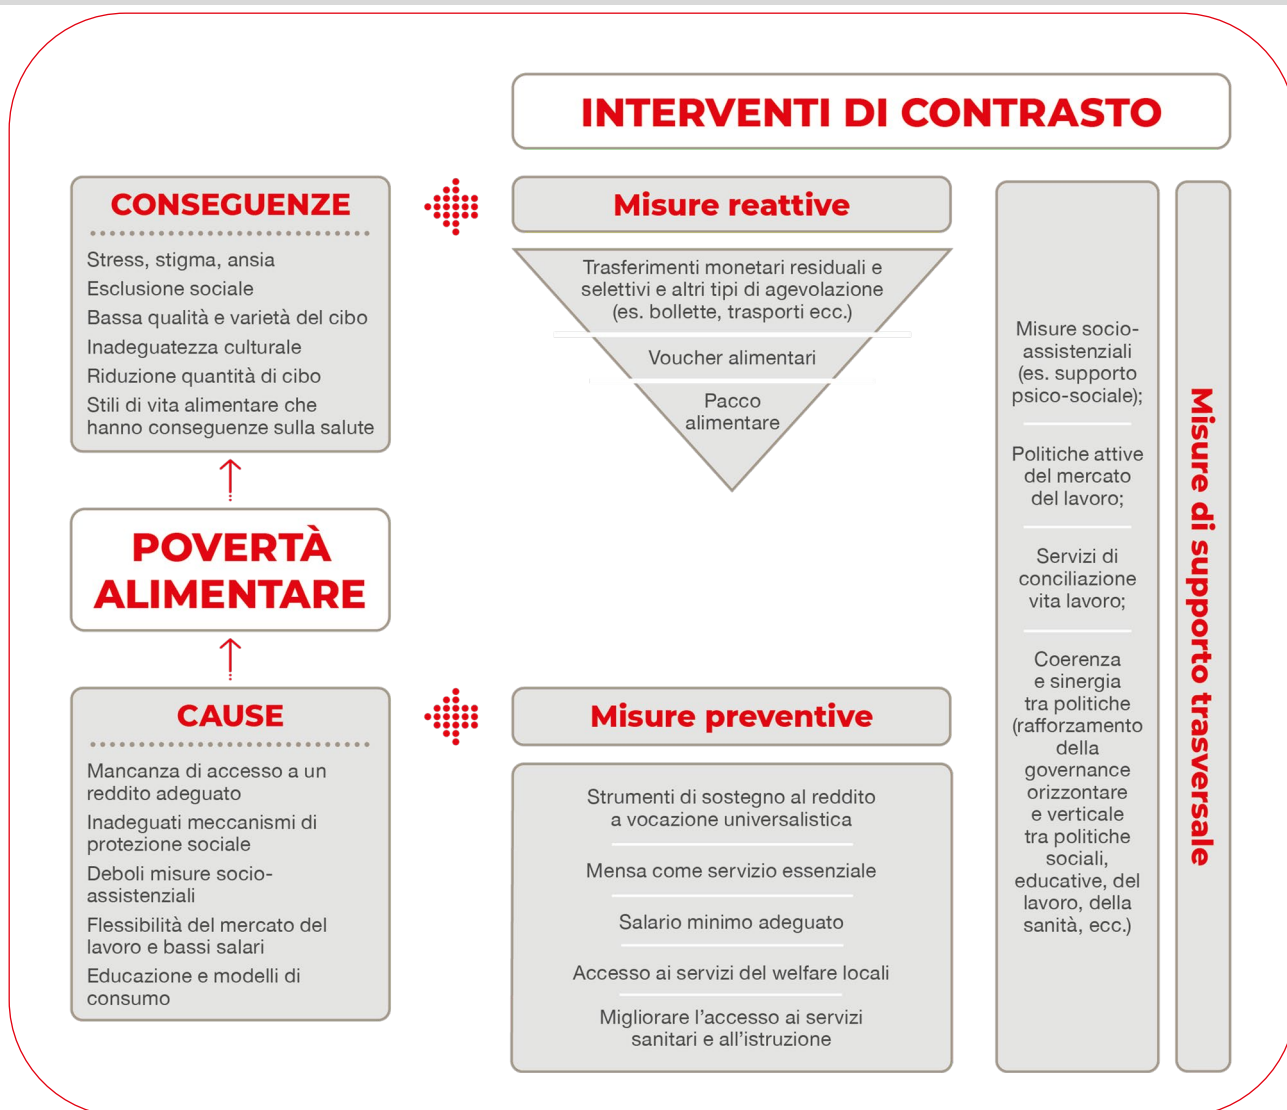 INTERVENTI DI CONTRASTO
CONSEGUENZE
Stress, stigma, ansia
Esclusione sociale
Bassa qualità e varietà del cibo
Inadeguatezza culturale
Riduzione quantità di cibo
Stili di vita alimentare che
hanno conseguenze sulla salute
POVERTÀ
ALIMENTARE
CAUSE
Mancanza di accesso a un
reddito adeguato
Inadeguati meccanismi di
protezione sociale
Deboli misure socio-
assistenziali
Flessibilità del mercato del
lavoro e bassi salari
Educazione e modelli di
consumo
Misure reattive
Trasferimenti monetari residuali e
selettivi e altri tipi di agevolazione
(es. bollette, trasporti ecc.)
Voucher alimentari
Pacco
alimentare
Misure preventive
Strumenti di sostegno al reddito
a vocazione universalistica
Mensa come servizio essenziale
Salario minimo adeguato
Accesso ai servizi del welfare locali
Migliorare l’accesso ai servizi
sanitari e all’istruzione
Misure socio-
assistenziali
(es. supporto
psico-sociale);
Politiche attive
del mercato
del lavoro;
Servizi di
conciliazione
vita lavoro;
Coerenza
e sinergia
tra politiche
(rafforzamento
della
governance
orizzontare
e verticale
tra politiche
sociali,
educative, del
lavoro, della
sanità, ecc.)
Misure di supporto trasversale